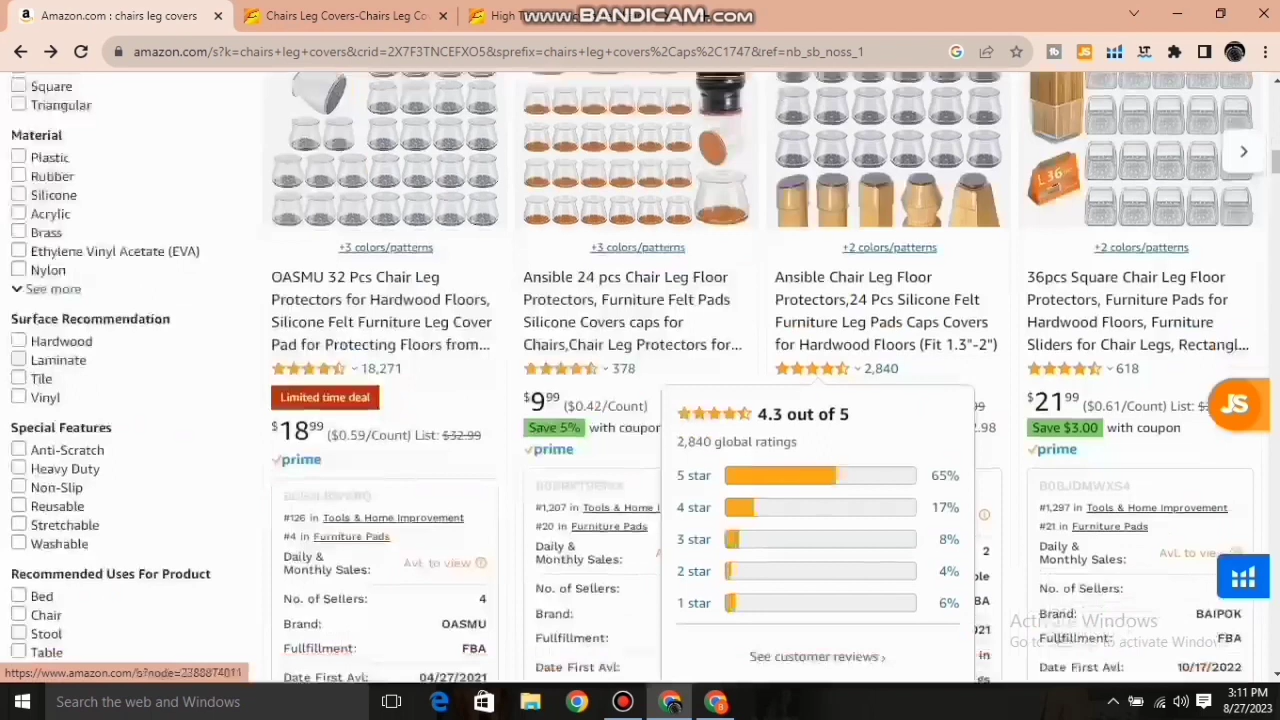 Amazon.com : chairs leg covers
Chairs Leg Covers-Chairs Leg Co
High T
www.BANDICAM.com
amazon.com/s?k=chairs+leg+covers&crid=2X7F3TNCEFXO5&sprefix=chairs+leg+covers%2Caps%2C1747&ref=nb_sb_noss_1
Square
Triangular
Material
Plastic
Rubber
Silicone
Acrylic
Brass
Ethylene Vinyl Acetate (EVA)
Nylon
See more
Surface Recommendation
Hardwood
Laminate
Tile
Vinyl
Special Features
Anti-Scratch
Heavy Duty
Non-Slip
Reusable
Stretchable
Washable
Recommended Uses For Product
Bed
Chair
Stool
Table
L36
+3 colors/patterns
OASMU 32 Pcs Chair Leg
Protectors for Hardwood Floors,
Silicone Felt Furniture Leg Cover
Pad for Protecting Floors from...
18,271
Limited time deal
$18.99 ($0.59/Count) List: $32.99
prime
#126 in Tools & Home Improvement
#4 in Furniture Pads
Daily &
Monthly Sales:
Avl. to view
No. of Sellers: 4
Brand: OASMU
Fullfillment: FBA
Date First Avl: 04/27/2021
+3 colors/patterns
Ansible 24 pcs Chair Leg Floor
Protectors, Furniture Felt Pads
Silicone Covers caps for
Chairs,Chair Leg Protectors for...
378
$9.99 ($0.42/Count)
Save 5% with coupon
prime
#1,207 in Tools & Home Im
#20 in Furniture Pads
Daily &
Monthly Sales:
No. of Sellers:
Brand:
Fullfillment:
Date First Avl:
+2 colors/patterns
Ansible Chair Leg Floor
Protectors,24 Pcs Silicone Felt
Furniture Leg Pads Caps Covers
for Hardwood Floors (Fit 1.3"-2")
2,840
4.3 out of 5
2,840 global ratings
5 star 65%
4 star 17%
3 star 8%
2 star 4%
1 star 6%
See customer reviews
+2 colors/patterns
36pcs Square Chair Leg Floor
Protectors, Furniture Pads for
Hardwood Floors, Furniture
Sliders for Chair Legs, Rectangl...
618
$21.99 ($0.61/Count) List:
Save $3.00 with coupon
prime
B0BJDMWXS4
#1,297 in Tools & Home Improvement
#21 in Furniture Pads
Daily &
Monthly Sales:
Avl. to view
No. of Sellers:
Brand: BAIPOK
Fullfillment: FBA
Date First Avl: 10/17/2022
JS
Activate Windows
Go to Settings to activate Windows.
https://www.amazon.com/s?node=2380874011
Search the web and Windows
3:11 PM
8/27/2023